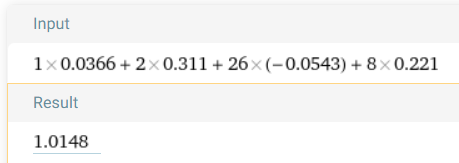 Input
1×0.0366 + 2×0.311 + 26×(−0.0543) + 8×0.221
Result
1.0148